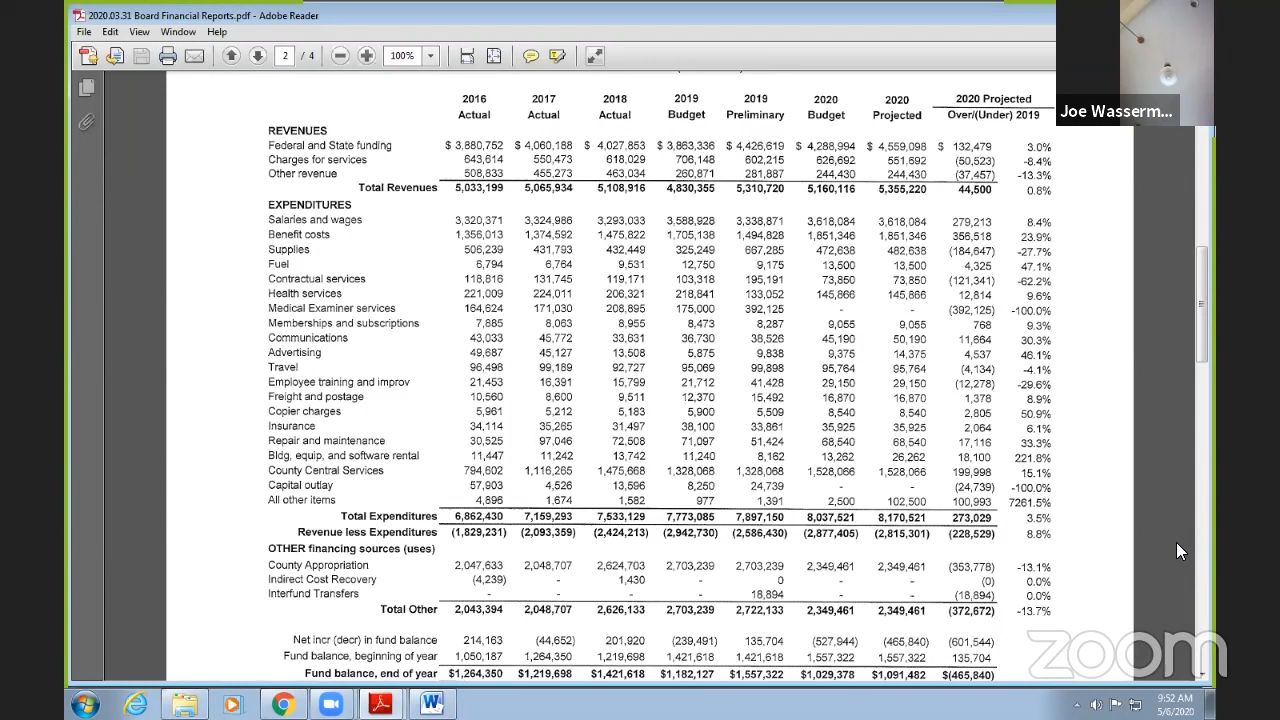 2020.03.31 Board Financial Reports.pdf - Adobe Reader
File Edit View Window Help
2 / 4 100%
2016 2017 2018 2019 2019 2020 2020 2020 Projected
Actual Actual Actual Budget Preliminary Budget Projected Over/(Under) 2019
Joe Wasserm...
REVENUES
Federal and State funding $ 3,880,752 $ 4,060,188 $ 4,027,853 $ 3,863,336 $ 4,426,619 $ 4,288,994 $ 4,559,098 $ 132,479 3.0%
Charges for services 643,614 550,473 618,029 706,148 602,215 626,692 551,692 (50,523) -8.4%
Other revenue 508,833 455,273 463,034 260,871 281,887 244,430 244,430 (37,457) -13.3%
Total Revenues 5,033,199 5,065,934 5,108,916 4,830,355 5,310,720 5,160,116 5,355,220 44,500 0.8%
EXPENDITURES
Salaries and wages 3,320,371 3,324,986 3,293,033 3,588,928 3,338,871 3,618,084 3,618,084 279,213 8.4%
Benefit costs 1,356,013 1,374,592 1,475,822 1,705,138 1,494,828 1,851,346 1,851,346 356,518 23.9%
Supplies 506,239 431,793 432,449 325,249 667,285 472,638 482,638 (184,647) -27.7%
Fuel 6,794 6,764 9,531 12,750 9,175 13,500 13,500 4,325 47.1%
Contractual services 118,816 131,745 119,171 103,318 195,191 73,850 73,850 (121,341) -62.2%
Health services 221,009 224,011 206,321 218,841 133,052 145,866 145,866 12,814 9.6%
Medical Examiner services 164,624 171,030 208,895 175,000 392,125 - - (392,125) -100.0%
Memberships and subscriptions 7,885 8,063 8,955 8,473 8,287 9,055 9,055 768 9.3%
Communications 43,033 45,772 33,631 36,730 38,526 45,190 50,190 11,664 30.3%
Advertising 49,687 45,127 13,508 5,875 9,838 9,375 14,375 4,537 46.1%
Travel 96,498 99,189 92,727 95,069 99,898 95,764 95,764 (4,134) -4.1%
Employee training and improv 21,453 16,391 15,799 21,712 41,428 29,150 29,150 (12,278) -29.6%
Freight and postage 10,560 8,600 9,511 12,370 15,492 16,870 16,870 1,378 8.9%
Copier charges 5,961 5,212 5,183 5,900 5,509 8,540 8,540 2,805 50.9%
Insurance 34,114 35,265 31,497 38,100 33,861 35,925 35,925 2,064 6.1%
Repair and maintenance 30,525 97,046 72,508 71,097 51,424 68,540 68,540 17,116 33.3%
Bldg, equip, and software rental 11,447 11,242 13,742 11,240 8,162 13,262 26,262 18,100 221.8%
County Central Services 794,602 1,116,265 1,475,668 1,328,068 1,328,068 1,528,066 1,528,066 199,998 15.1%
Capital outlay 57,903 4,526 13,596 8,250 24,739 - - (24,739) -100.0%
All other items 4,896 1,674 1,582 977 1,391 2,500 102,500 100,993 7261.5%
Total Expenditures 6,862,430 7,159,293 7,533,129 7,773,085 7,897,150 8,037,521 8,170,521 273,029 3.5%
Revenue less Expenditures (1,829,231) (2,093,359) (2,424,213) (2,942,730) (2,586,430) (2,877,405) (2,815,301) (228,529) 8.8%
OTHER financing sources (uses)
County Appropriation 2,047,633 2,048,707 2,624,703 2,703,239 2,703,239 2,349,461 2,349,461 (353,778) -13.1%
Indirect Cost Recovery (4,239) - 1,430 - 0 - - (0) 0.0%
Interfund Transfers - - - - 18,894 - - (18,894) 0.0%
Total Other 2,043,394 2,048,707 2,626,133 2,703,239 2,722,133 2,349,461 2,349,461 (372,672) -13.7%
Net incr (decr) in fund balance 214,163 (44,652) 201,920 (239,491) 135,704 (527,944) (465,840) (601,544)
Fund balance, beginning of year 1,050,187 1,264,350 1,219,698 1,421,618 1,421,618 1,557,322 1,557,322 135,704
Fund balance, end of year $1,264,350 $1,219,698 $1,421,618 $1,182,127 $1,557,322 $1,029,378 $1,091,482 $(465,840)
zoom
9:52 AM
5/6/2020